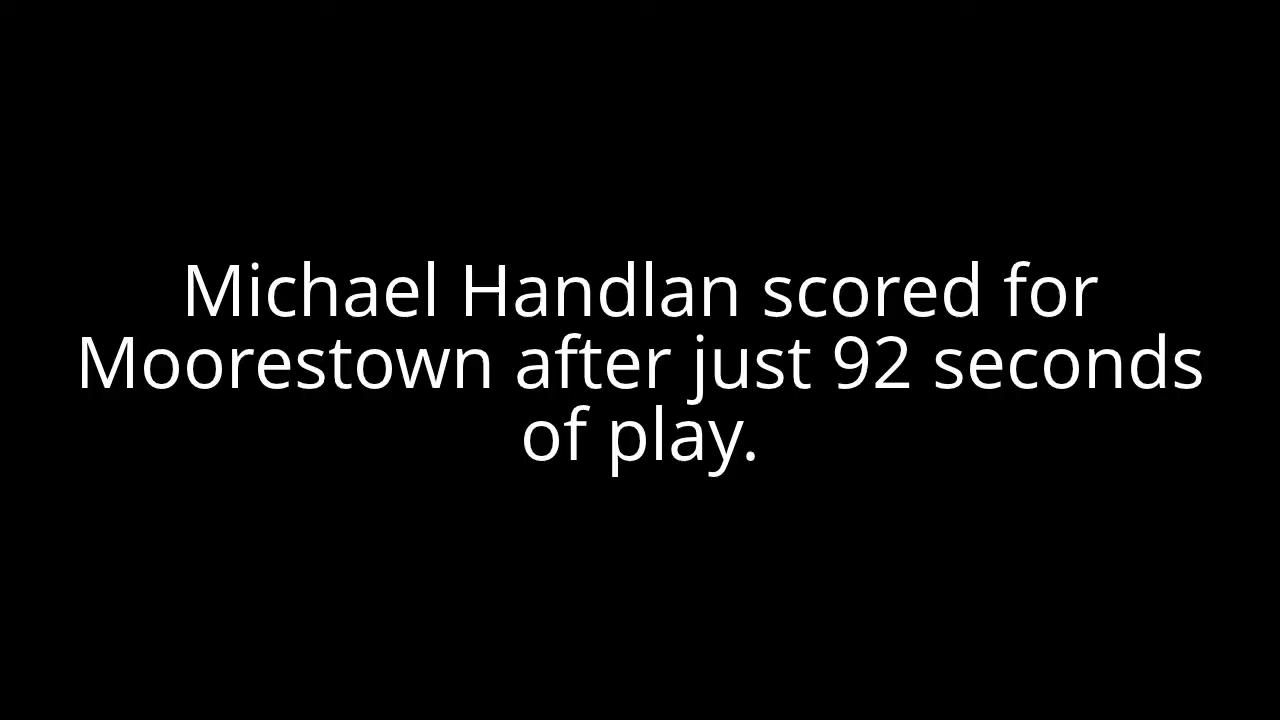 Michael Handlan scored for
Moorestown after just 92 seconds
of play.